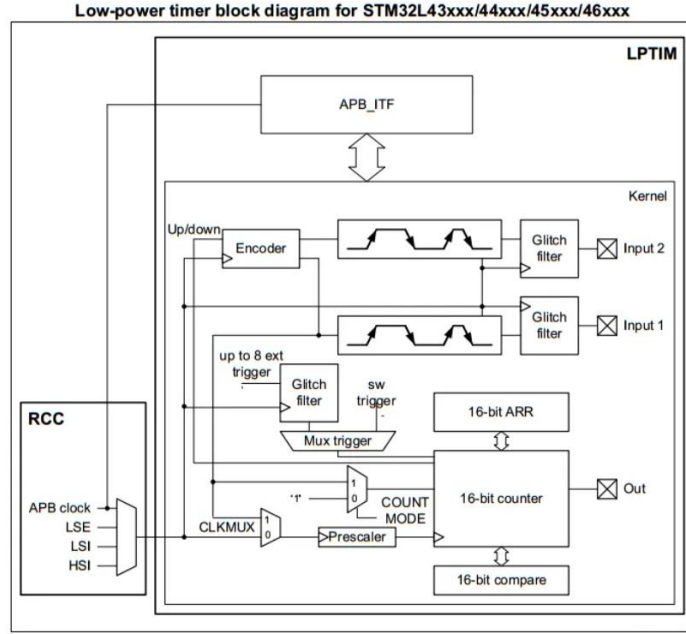 Low-power timer block diagram for STM32L43xxx/44xxx/45xxx/46xxx
LPTIM
APB_ITF
Kernel
Up/down
Encoder
Glitch
filter
Input 2
Glitch
filter
Input 1
up to 8 ext
trigger
Glitch
filter
sw
trigger
Mux trigger
16-bit ARR
RCC
APB clock
LSE
LSI
HSI
CLKMUX
1
0
'1'
1
0
COUNT
MODE
Prescaler
16-bit counter
Out
16-bit compare